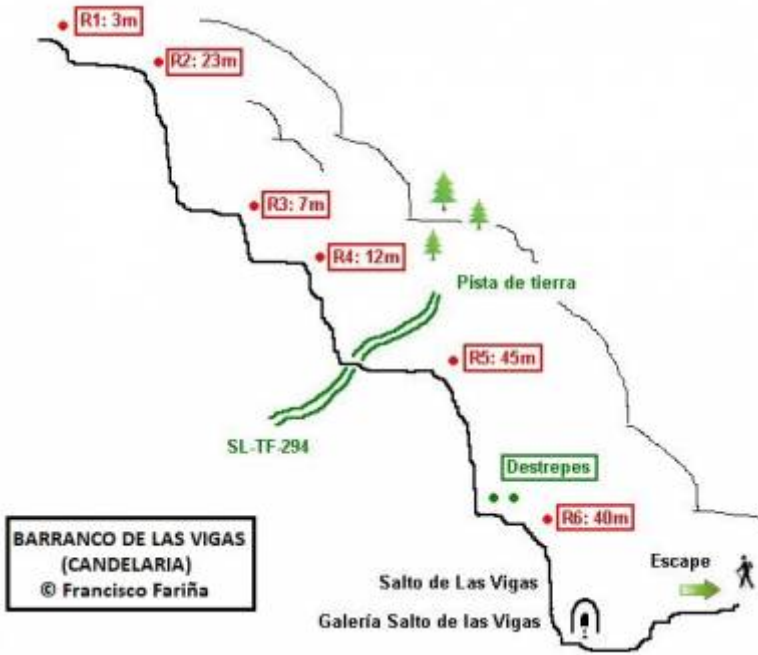 R1: 3m
R2: 23m
R3: 7m
R4: 12m
Pista de tierra
R5: 45m
SL-TF-294
Destrepes
R6: 40m
BARRANCO DE LAS VIGAS
(CANDELARIA)
© Francisco Fariña
Escape
Salto de Las Vigas
Galería Salto de las Vigas